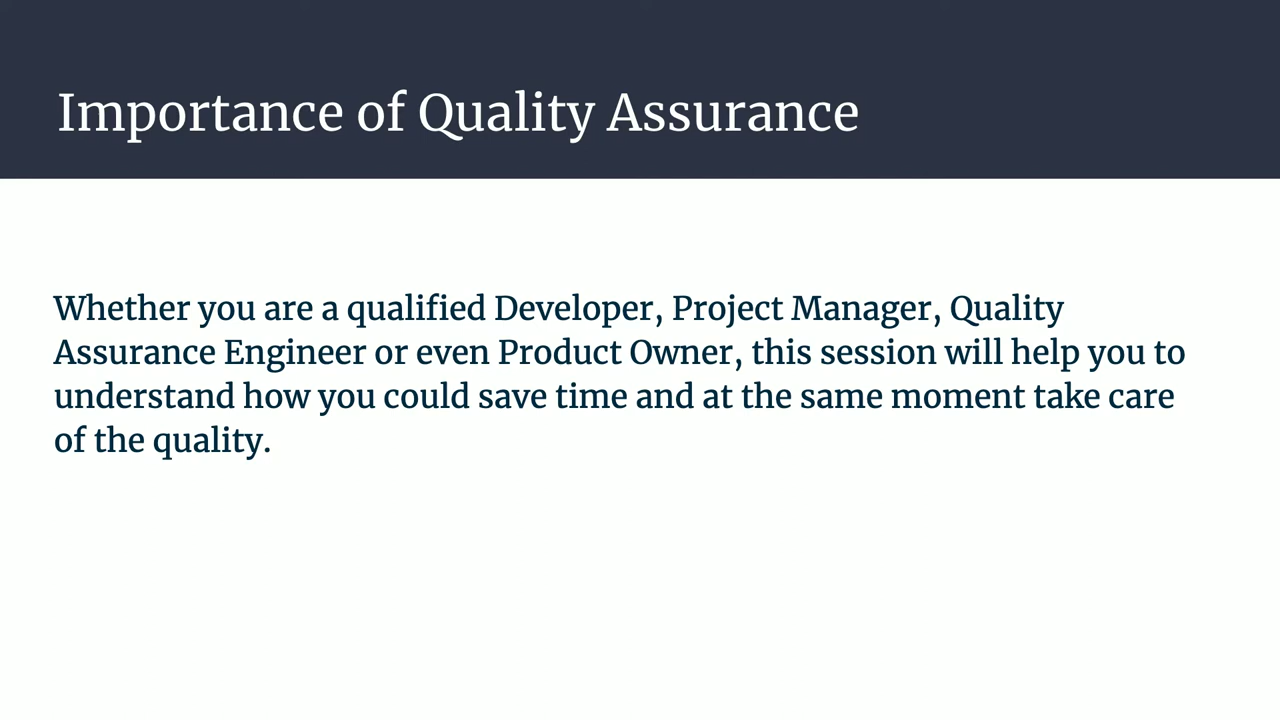 Importance of Quality Assurance
Whether you are a qualified Developer, Project Manager, Quality
Assurance Engineer or even Product Owner, this session will help you to
understand how you could save time and at the same moment take care
of the quality.